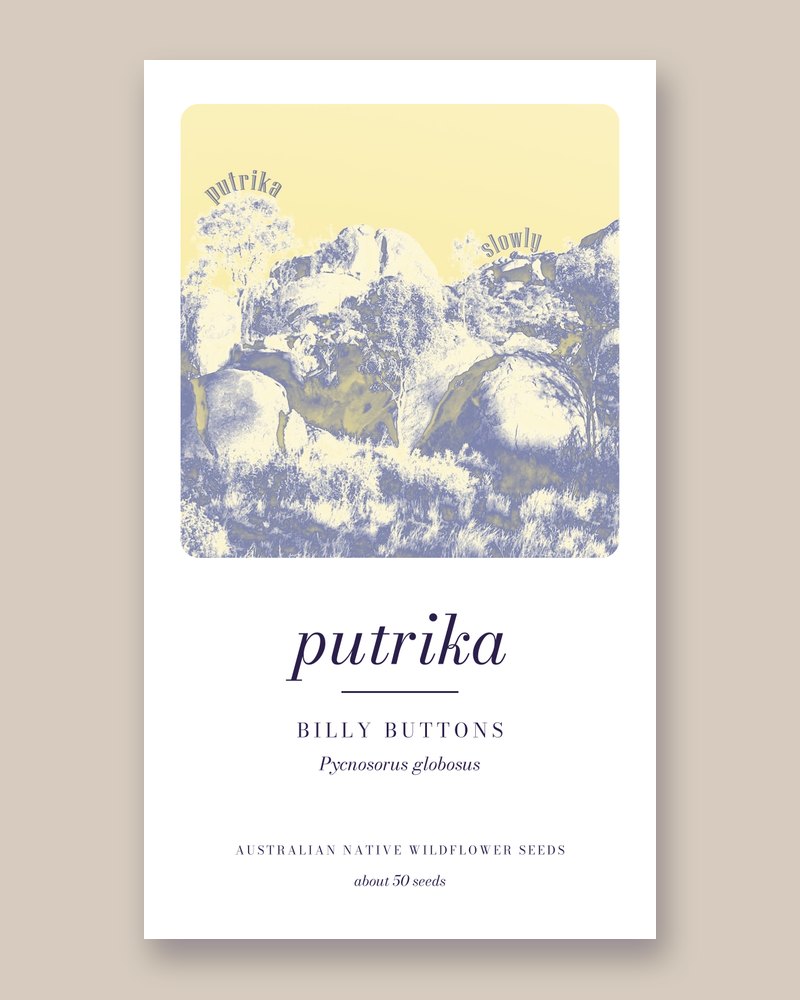 putrika
slowly
putrika
BILLY BUTTONS
Pycnosorus globosus
AUSTRALIAN NATIVE WILDFLOWER SEEDS
about 50 seeds